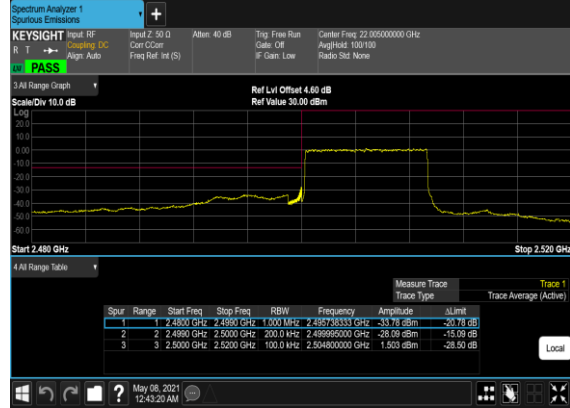 Spectrum Analyzer 1
Spurious Emissions
KEYSIGHT Input: RF Input Z: 50 Ω Atten: 40 dB Trig: Free Run Center Freq: 22.005000000 GHz
R T Coupling: DC Corr CCorr Gate: Off Avg|Hold: 100/100
Align: Auto Freq Ref: Int (S) IF Gain: Low Radio Std: None
LW PASS
3 All Range Graph
Ref Lvl Offset 4.60 dB
Scale/Div 10.0 dB Ref Value 30.00 dBm
Log
20.0
10.0
0.00
-10.0
-20.0
-30.0
-40.0
-50.0
-60.0
Start 2.480 GHz Stop 2.520 GHz
4 All Range Table
Measure Trace Trace 1
Trace Type Trace Average (Active)
Spur Range Start Freq Stop Freq RBW Frequency Amplitude ΔLimit
1 1 2.4800 GHz 2.4990 GHz 1.000 MHz 2.495738333 GHz -33.78 dBm -20.78 dB
2 2 2.4990 GHz 2.5000 GHz 200.0 kHz 2.499995000 GHz -28.09 dBm -15.09 dB
3 3 2.5000 GHz 2.5200 GHz 100.0 kHz 2.504800000 GHz 1.503 dBm -28.50 dB
Local
May 08, 2021
12:43:20 AM